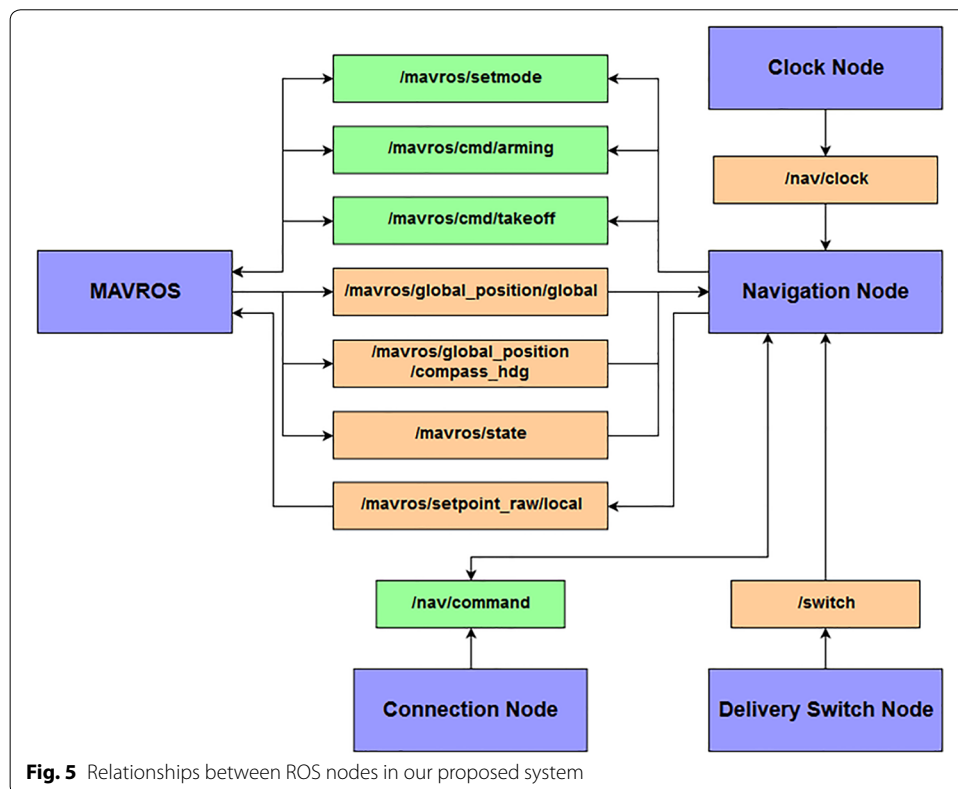 /mavros/setmode
Clock Node
/mavros/cmd/arming
/nav/clock
/mavros/cmd/takeoff
MAVROS
/mavros/global_position/global
Navigation Node
/mavros/global_position
/compass_hdg
/mavros/state
/mavros/setpoint_raw/local
/nav/command
/switch
Connection Node
Delivery Switch Node
Fig. 5 Relationships between ROS nodes in our proposed system